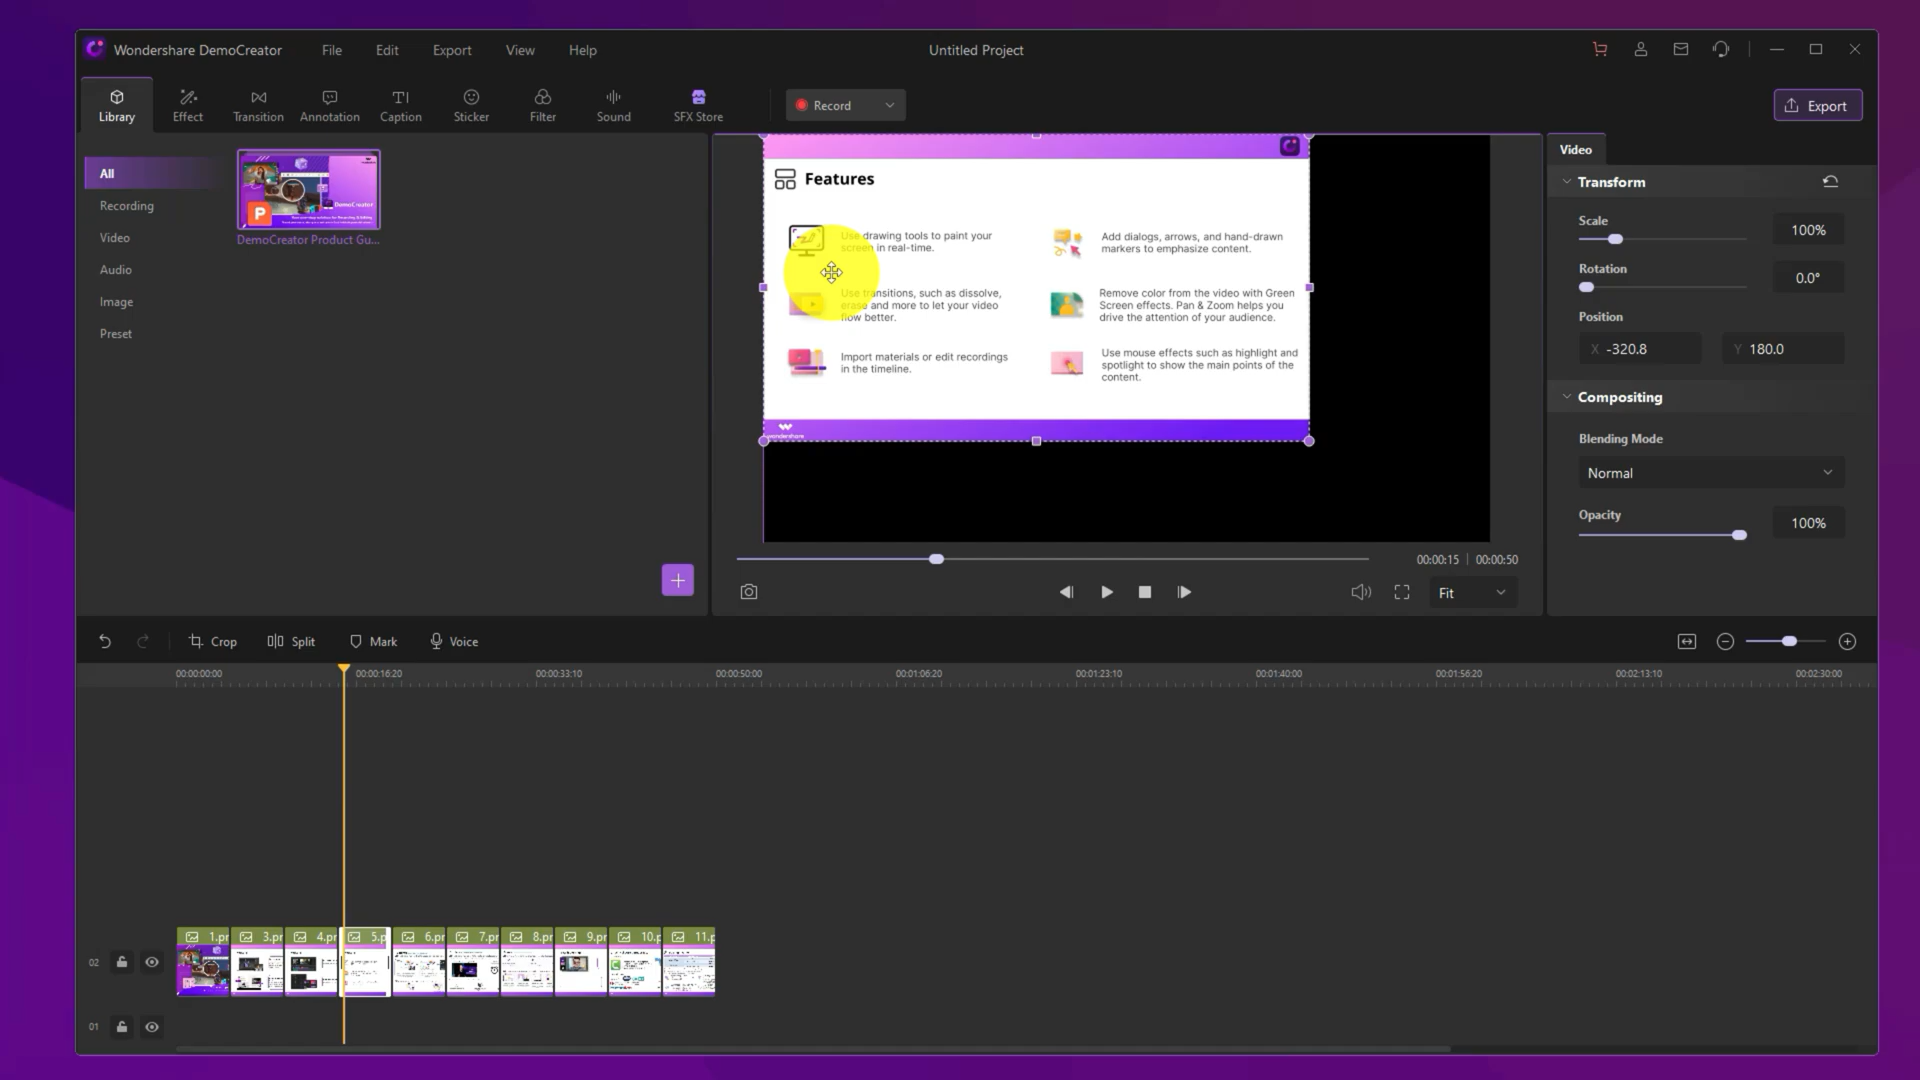 Wondershare DemoCreator
File
Edit
Export
View
Help
Untitled Project
Library
Effect
Transition
Annotation
Caption
Sticker
Filter
Sound
SFX Store
Record
Export
All
Recording
Video
Audio
Image
Preset
DemoCreator
P
DemoCreator Product Gu...
Features
Use drawing tools to paint your
screen in real-time.
Add dialogs, arrows, and hand-drawn
markers to emphasize content.
Use transitions, such as dissolve,
erase and more to let your video
flow better.
Remove color from the video with Green
Screen effects. Pan & Zoom helps you
drive the attention of your audience.
Import materials or edit recordings
in the timeline.
Use mouse effects such as highlight and
spotlight to show the main points of the
content.
wondershare
00:00:15 | 00:00:50
Fit
Video
Transform
Scale
100%
Rotation
0.0°
Position
X -320.8
Y 180.0
Compositing
Blending Mode
Normal
Opacity
100%
Crop
Split
Mark
Voice
00:00:00:00
00:00:16:20
00:00:33:10
00:00:50:00
00:01:06:20
00:01:23:10
00:01:40:00
00:01:56:20
00:02:13:10
00:02:30:00
1.pr
3.pr
4.pr
5.p
6.pr
7.pr
8.pr
9.pr
10.p
11.p
02
01